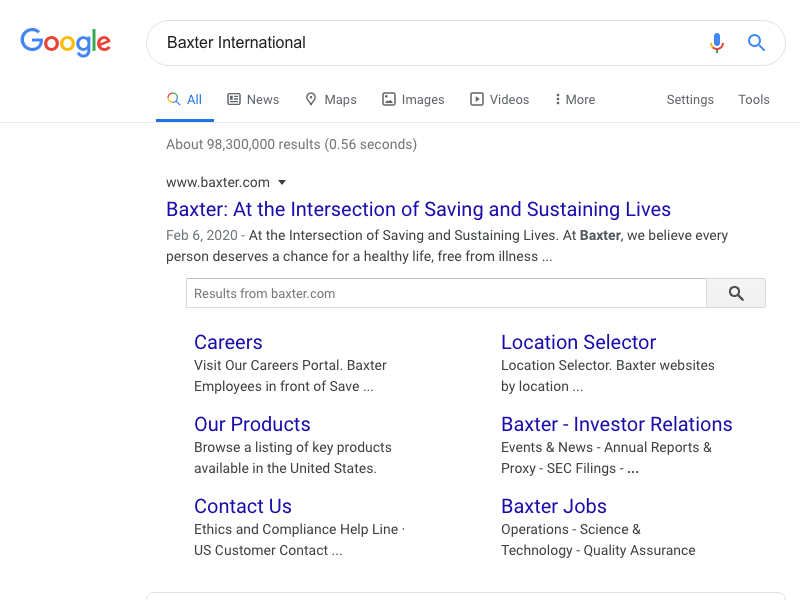 Google
Baxter International
All News Maps Images Videos More Settings Tools
About 98,300,000 results (0.56 seconds)
www.baxter.com
Baxter: At the Intersection of Saving and Sustaining Lives
Feb 6, 2020 - At the Intersection of Saving and Sustaining Lives. At Baxter, we believe every
person deserves a chance for a healthy life, free from illness ...
Results from baxter.com
Careers
Visit Our Careers Portal. Baxter
Employees in front of Save ...
Location Selector
Location Selector. Baxter websites
by location ...
Our Products
Browse a listing of key products
available in the United States.
Baxter - Investor Relations
Events & News - Annual Reports &
Proxy - SEC Filings - ...
Contact Us
Ethics and Compliance Help Line ·
US Customer Contact ...
Baxter Jobs
Operations - Science &
Technology - Quality Assurance